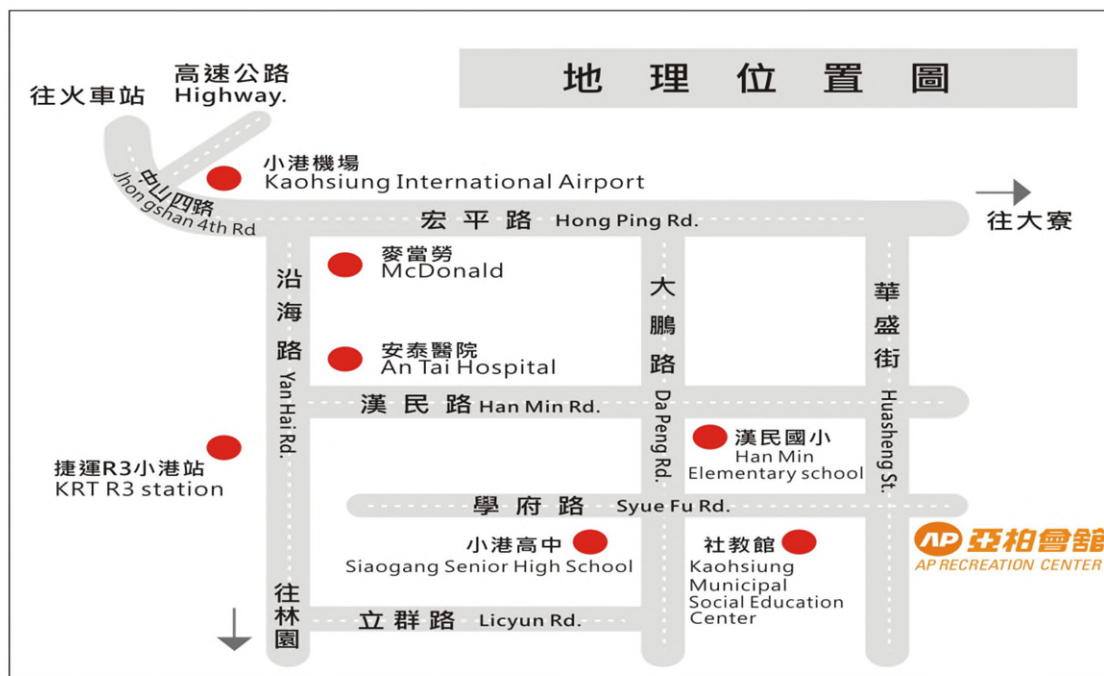 地理位置圖
高速公路
Highway.
往火車站
小港機場
Kaohsiung International Airport
中山四路
Jhongshan 4th Rd
宏平路 Hong Ping Rd.
往大寮
麥當勞
McDonald
沿海路 Yan Hai Rd.
大鵬路 Da Peng Rd.
華盛街 Huasheng St.
安泰醫院
An Tai Hospital
漢民路 Han Min Rd.
漢民國小
Han Min
Elementary school
捷運R3小港站
KRT R3 station
學府路 Syue Fu Rd.
小港高中
Siaogang Senior High School
社教館
Kaohsiung
Municipal
Social Education
Center
AP 亞柏會舘
AP RECREATION CENTER
往林園
立群路 Licyun Rd.